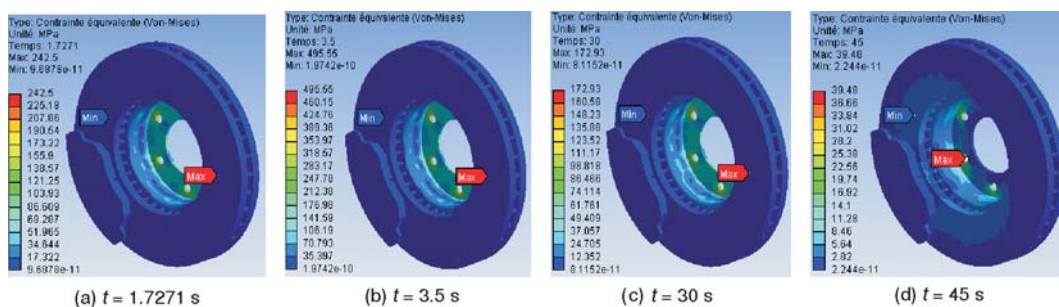 Type: Contrainte équivalente (Von-Mises)
Unité: MPa
Temps: 1.7271
Max: 242.5
Min: 9.6878e-11
242.5
225.18
207.86
190.54
173.22
155.9
138.57
121.25
103.93
86.609
69.287
51.965
34.644
17.322
9.6878e-11
Min
Max
(a) t = 1.7271 s
Type: Contrainte équivalente (Von-Mises)
Unité: MPa
Temps: 3.5
Max: 495.55
Min: 1.9742e-10
495.55
460.15
424.76
389.36
353.97
318.57
283.17
247.78
212.38
176.98
141.59
106.19
70.793
35.397
1.9742e-10
Min
Max
(b) t = 3.5 s
Type: Contrainte équivalente (Von-Mises)
Unité: MPa
Temps: 30
Max: 172.93
Min: 8.1152e-11
172.93
160.58
148.23
135.88
123.52
111.17
98.818
86.466
74.114
61.761
49.409
37.057
24.705
12.352
8.1152e-11
Min
Max
(c) t = 30 s
Type: Contrainte équivalente (Von-Mises)
Unité: MPa
Temps: 45
Max: 39.48
Min: 2.244e-11
39.48
36.66
33.84
31.02
28.2
25.38
22.56
19.74
16.92
14.1
11.28
8.46
5.64
2.82
2.244e-11
Min
Max
(d) t = 45 s